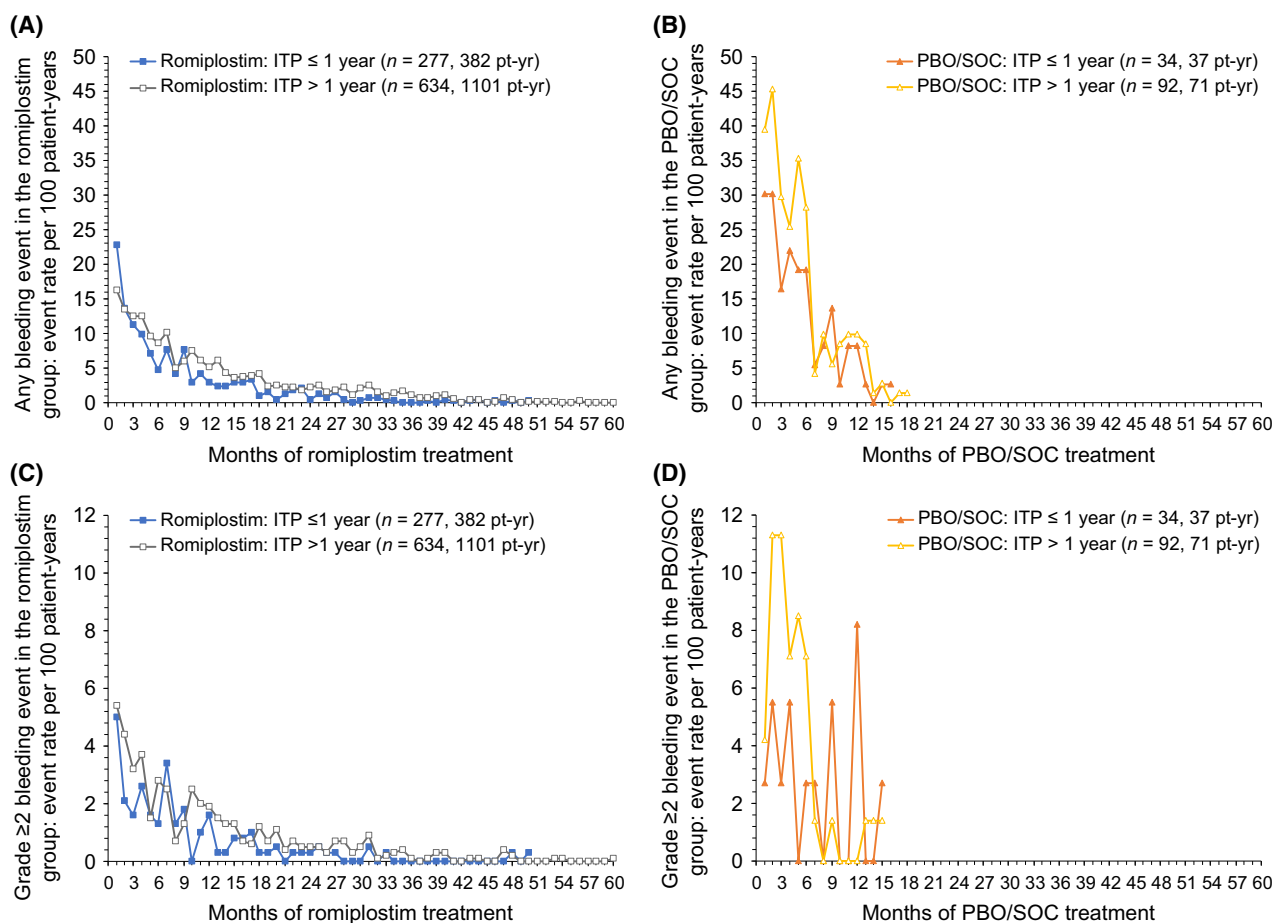 (A)
Any bleeding event in the romiplostim
group: event rate per 100 patient-years
50
45
40
35
30
25
20
15
10
5
0
Romiplostim: ITP ≤ 1 year (n = 277, 382 pt-yr)
Romiplostim: ITP > 1 year (n = 634, 1101 pt-yr)
0 3 6 9 12 15 18 21 24 27 30 33 36 39 42 45 48 51 54 57 60
Months of romiplostim treatment
(B)
Any bleeding event in the PBO/SOC
group: event rate per 100 patient-years
50
45
40
35
30
25
20
15
10
5
0
PBO/SOC: ITP ≤ 1 year (n = 34, 37 pt-yr)
PBO/SOC: ITP > 1 year (n = 92, 71 pt-yr)
0 3 6 9 12 15 18 21 24 27 30 33 36 39 42 45 48 51 54 57 60
Months of PBO/SOC treatment
(C)
Grade ≥2 bleeding event in the romiplostim
group: event rate per 100 patient-years
12
10
8
6
4
2
0
Romiplostim: ITP ≤1 year (n = 277, 382 pt-yr)
Romiplostim: ITP >1 year (n = 634, 1101 pt-yr)
0 3 6 9 12 15 18 21 24 27 30 33 36 39 42 45 48 51 54 57 60
Months of romiplostim treatment
(D)
Grade ≥2 bleeding event in the PBO/SOC
group: event rate per 100 patient-years
12
10
8
6
4
2
0
PBO/SOC: ITP ≤ 1 year (n = 34, 37 pt-yr)
PBO/SOC: ITP > 1 year (n = 92, 71 pt-yr)
0 3 6 9 12 15 18 21 24 27 30 33 36 39 42 45 48 51 54 57 60
Months of PBO/SOC treatment